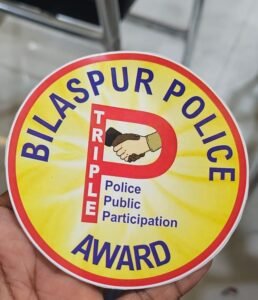 BILASPUR POLICE
TRIPLE
P
Police
Public
Participation
AWARD